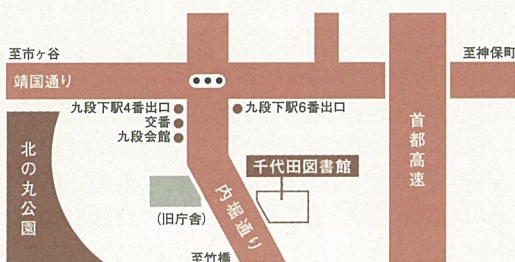 至市ヶ谷
至神保町
靖国通り
九段下駅4番出口
九段下駅6番出口
交番
九段会館
首都高速
北の丸公園
千代田図書館
内堀通り
(旧庁舎)
至竹橋